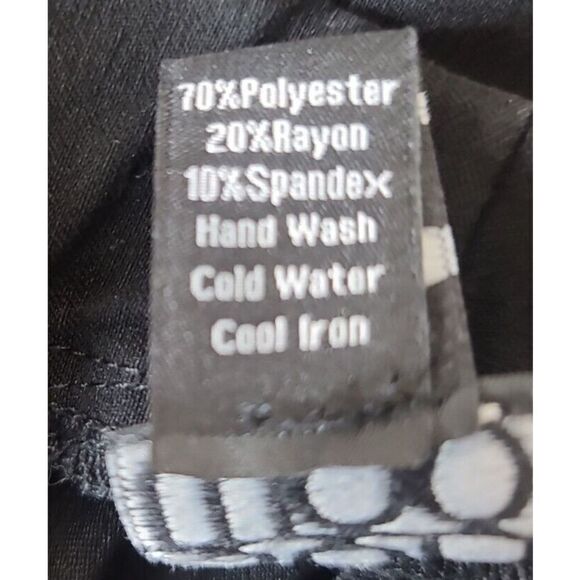 70%Polyester
20%Rayon
10%Spandex
Hand Wash
Cold Water
Cool Iron